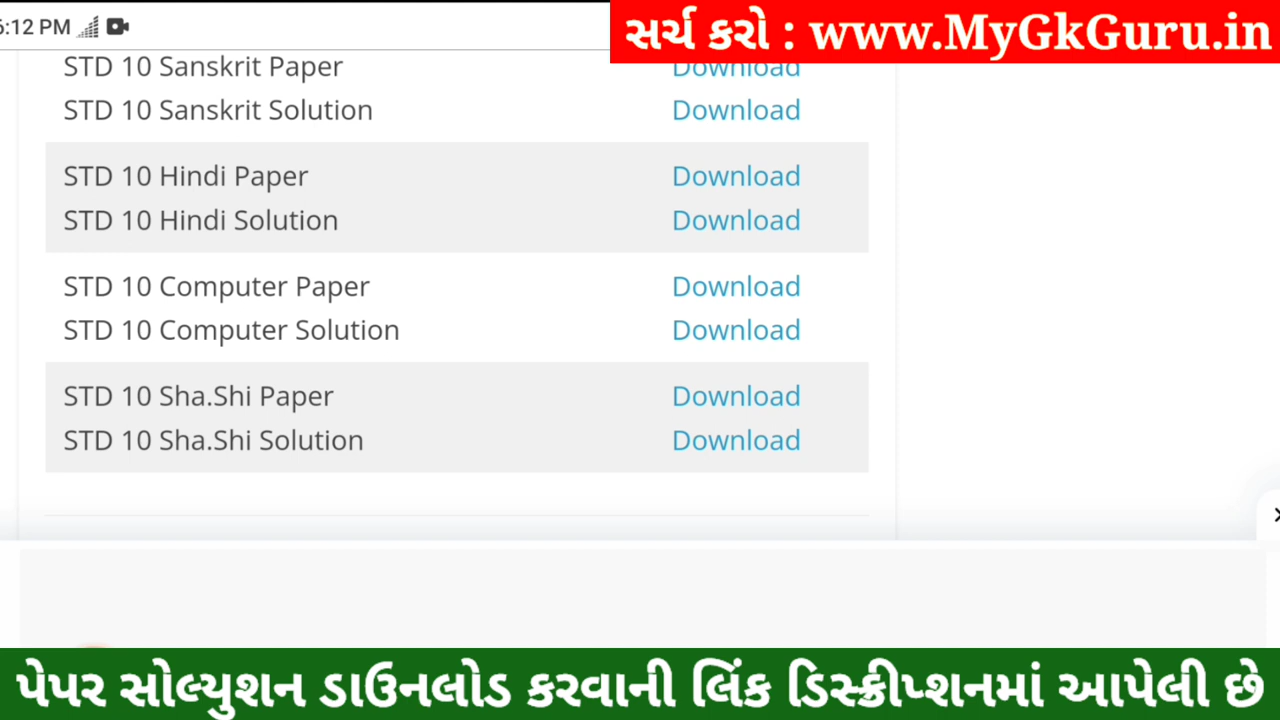 6:12 PM
સર્ચ કરો : www.MyGkGuru.in
STD 10 Sanskrit Paper Download
STD 10 Sanskrit Solution Download
STD 10 Hindi Paper Download
STD 10 Hindi Solution Download
STD 10 Computer Paper Download
STD 10 Computer Solution Download
STD 10 Sha.Shi Paper Download
STD 10 Sha.Shi Solution Download
પેપર સોલ્યુશન ડાઉનલોડ કરવાની લિંક ડિસ્ક્રીપ્શનમાં આપેલી છે